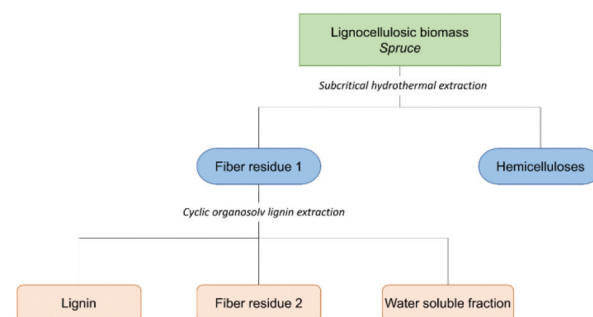 Lignocellulosic biomass
Spruce
Subcritical hydrothermal extraction
Fiber residue 1
Hemicelluloses
Cyclic organosolv lignin extraction
Lignin
Fiber residue 2
Water soluble fraction